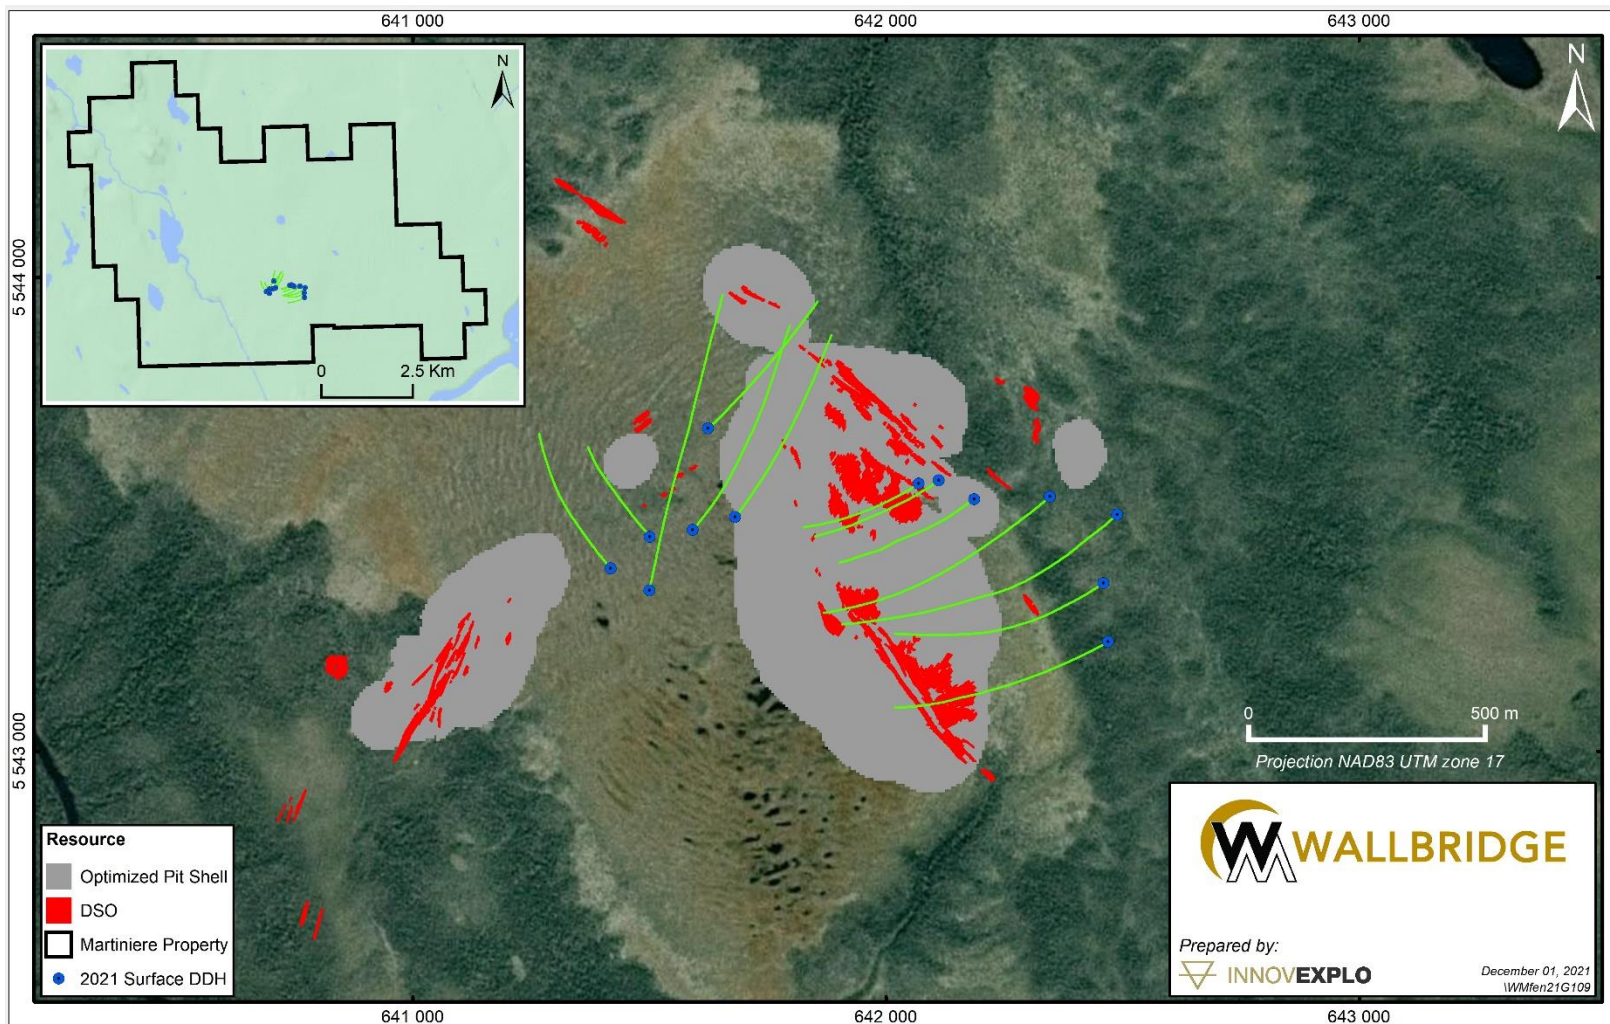 641 000
642 000
643 000
N
N
0
2.5 Km
5 544 000
5 543 000
0
500 m
Projection NAD83 UTM zone 17
Resource
Optimized Pit Shell
DSO
Martiniere Property
2021 Surface DDH
WALLBRIDGE
Prepared by:
INNOVEXPLO
December 01, 2021
\WMfen21G109
641 000
642 000
643 000